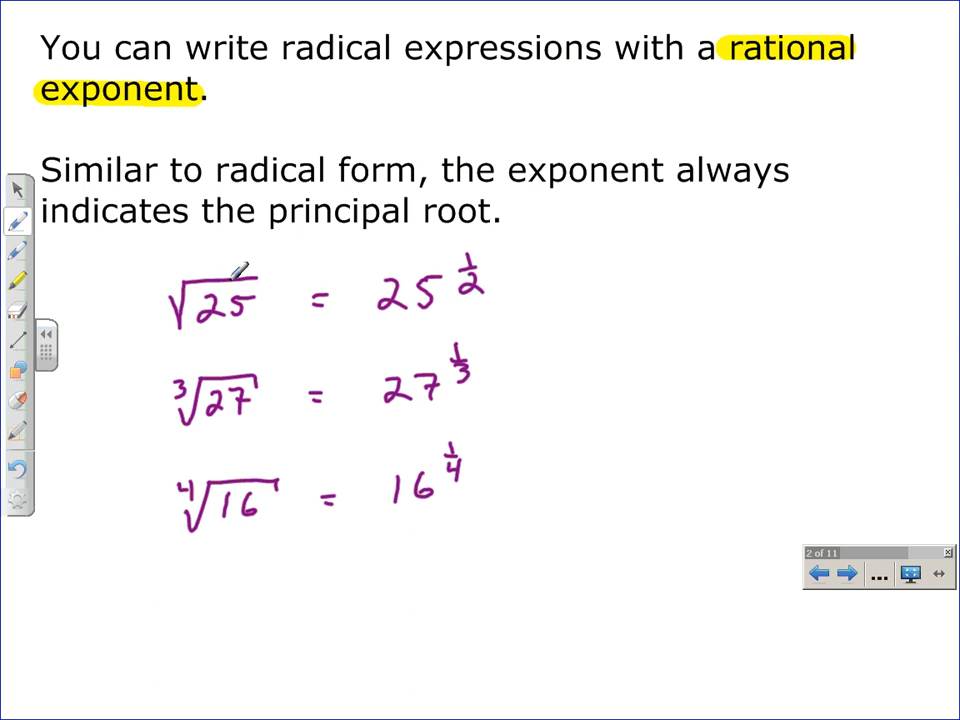 You can write radical expressions with a rational
exponent.
Similar to radical form, the exponent always
indicates the principal root.
√25 = 25^(1/2)
∛27 = 27^(1/3)
∜16 = 16^(1/4)
2 of 11
...